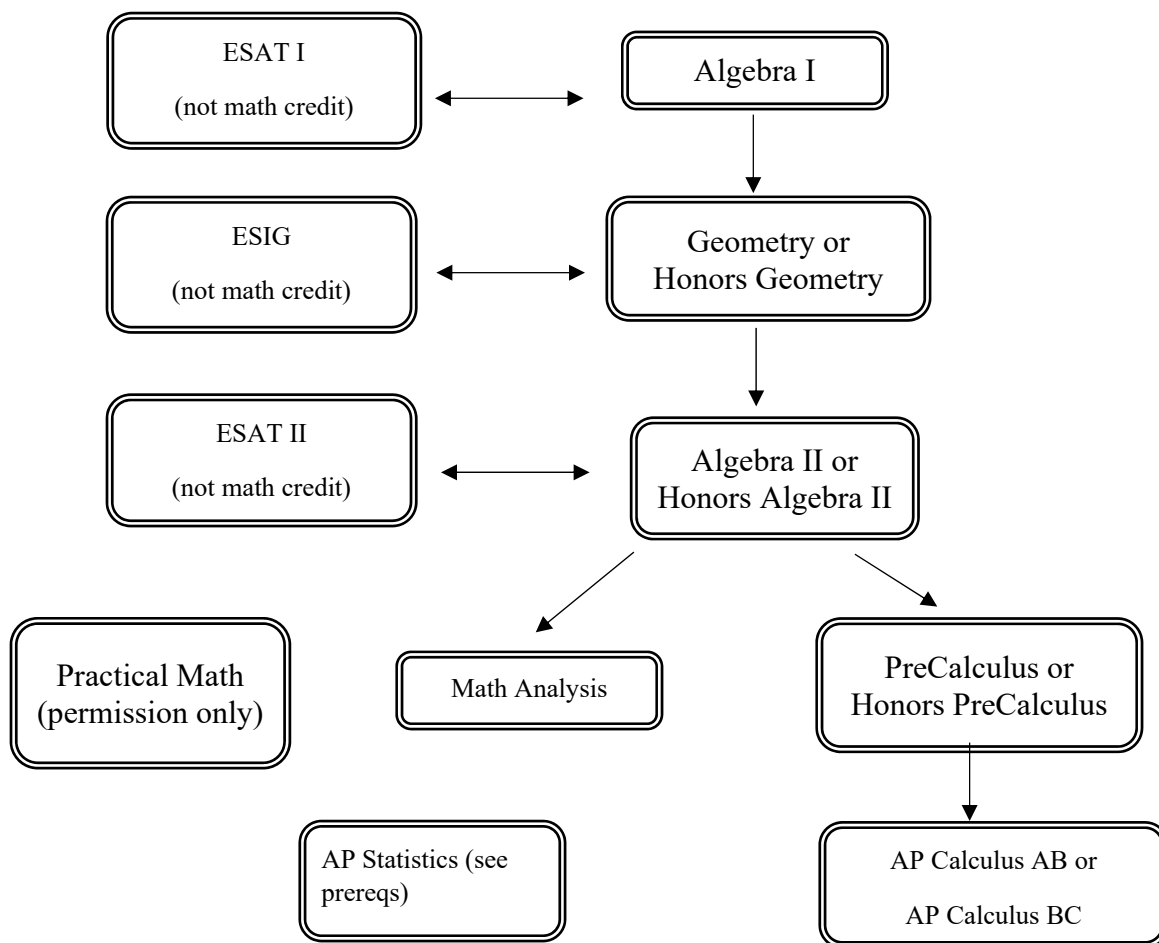 ESAT I
(not math credit)
Algebra I
ESIG
(not math credit)
Geometry or
Honors Geometry
ESAT II
(not math credit)
Algebra II or
Honors Algebra II
Practical Math
(permission only)
Math Analysis
PreCalculus or
Honors PreCalculus
AP Statistics (see
prereqs)
AP Calculus AB or
AP Calculus BC